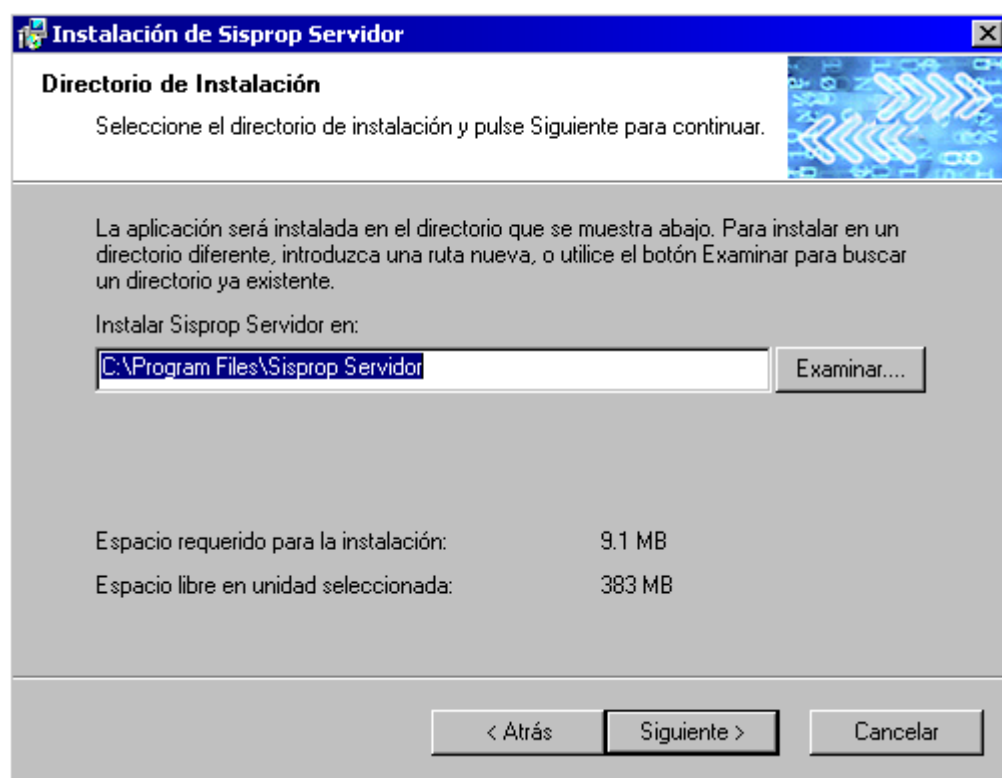 Instalación de Sisprop Servidor
Directorio de Instalación
Seleccione el directorio de instalación y pulse Siguiente para continuar.
La aplicación será instalada en el directorio que se muestra abajo. Para instalar en un
directorio diferente, introduzca una ruta nueva, o utilice el botón Examinar para buscar
un directorio ya existente.
Instalar Sisprop Servidor en:
C:\Program Files\Sisprop Servidor
Examinar....
Espacio requerido para la instalación: 9.1 MB
Espacio libre en unidad seleccionada: 383 MB
< Atrás Siguiente > Cancelar